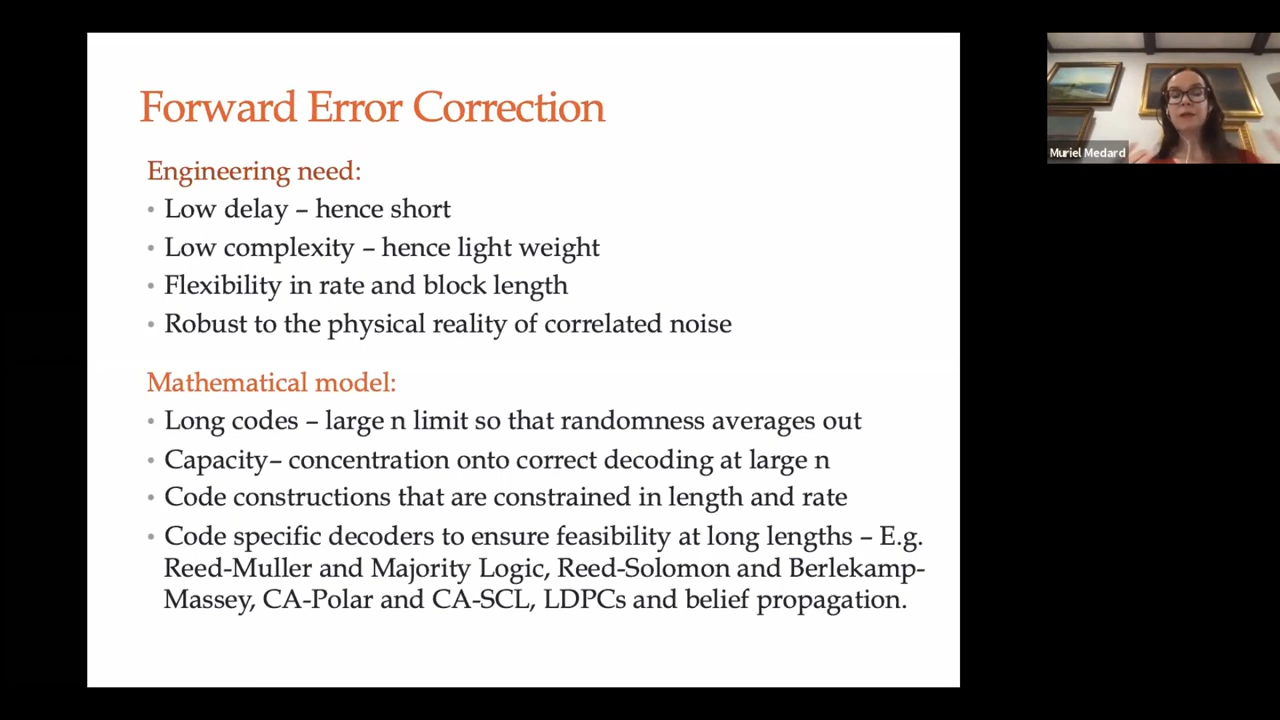 Forward Error Correction
Engineering need:
• Low delay – hence short
• Low complexity – hence light weight
• Flexibility in rate and block length
• Robust to the physical reality of correlated noise
Mathematical model:
• Long codes – large n limit so that randomness averages out
• Capacity– concentration onto correct decoding at large n
• Code constructions that are constrained in length and rate
• Code specific decoders to ensure feasibility at long lengths – E.g.
Reed-Muller and Majority Logic, Reed-Solomon and Berlekamp-
Massey, CA-Polar and CA-SCL, LDPCs and belief propagation.
Muriel Medard